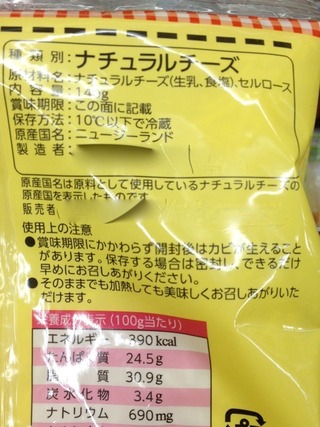 種類別：ナチュラルチーズ
原材料名：ナチュラルチーズ(生乳、食塩)、セルロース
内容量：140g
賞味期限：この面に記載
保存方法：10℃以下で冷蔵
原産国名：ニュージーランド
製造者：
原産国名は原料として使用しているナチュラルチーズの
原産国を表示したものです。
販売者
使用上の注意
●賞味期限にかかわらず開封後はカビが生えること
があります。保存する場合は密封してできるだけ
早めにお召しあがりください。
●そのままでも加熱しても美味しくお召しあがりいた
だけます。
栄養成分表示(100g当たり)
エネルギー 390kcal
たんぱく質 24.5g
脂質 30.9g
炭水化物 3.4g
ナトリウム 690mg